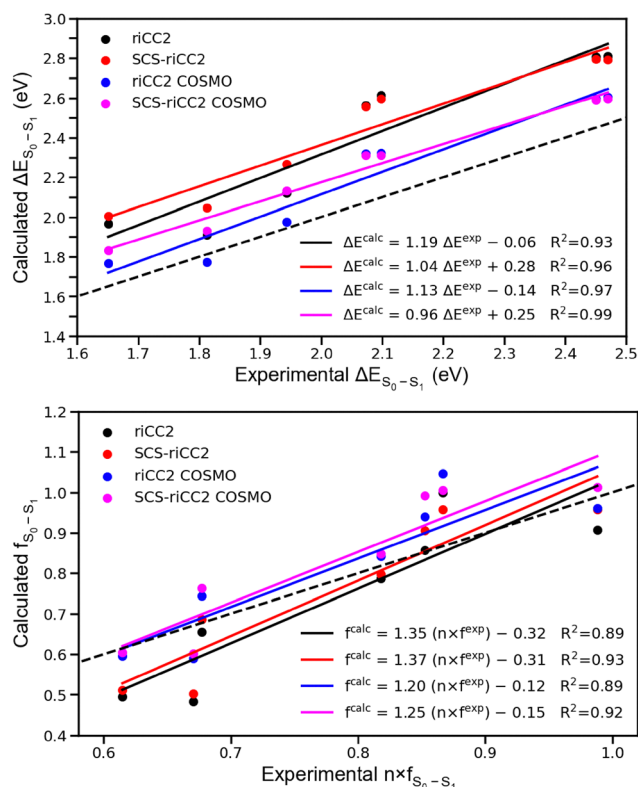 3.0
2.8
2.6
2.4
2.2
2.0
1.8
1.6
1.4
Calculated ΔE_{S₀−S₁} (eV)
riCC2
SCS-riCC2
riCC2 COSMO
SCS-riCC2 COSMO
ΔE^{calc} = 1.19 ΔE^{exp} − 0.06 R²=0.93
ΔE^{calc} = 1.04 ΔE^{exp} + 0.28 R²=0.96
ΔE^{calc} = 1.13 ΔE^{exp} − 0.14 R²=0.97
ΔE^{calc} = 0.96 ΔE^{exp} + 0.25 R²=0.99
1.6 1.7 1.8 1.9 2.0 2.1 2.2 2.3 2.4 2.5
Experimental ΔE_{S₀−S₁} (eV)
1.2
1.1
1.0
0.9
0.8
0.7
0.6
0.5
0.4
Calculated f_{S₀−S₁}
riCC2
SCS-riCC2
riCC2 COSMO
SCS-riCC2 COSMO
f^{calc} = 1.35 (n×f^{exp}) − 0.32 R²=0.89
f^{calc} = 1.37 (n×f^{exp}) − 0.31 R²=0.93
f^{calc} = 1.20 (n×f^{exp}) − 0.12 R²=0.89
f^{calc} = 1.25 (n×f^{exp}) − 0.15 R²=0.92
0.6 0.7 0.8 0.9 1.0
Experimental n×f_{S₀−S₁}